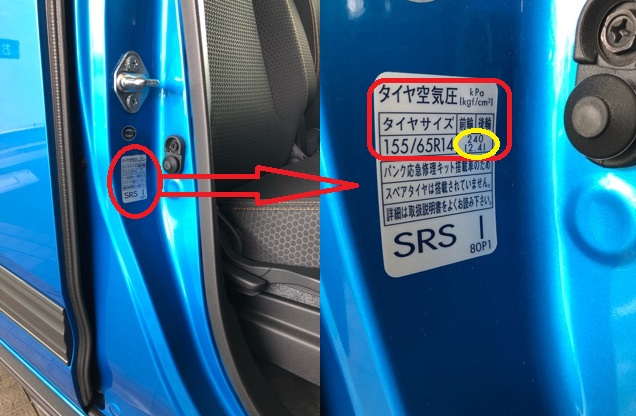 タイヤ空気圧 kPa
(kgf/cm²)
タイヤサイズ 前輪 後輪
155/65R14 240
(2.4)
パンク応急修理キット搭載車のため
スペアタイヤは搭載されていません。
詳細は取扱説明書をよくお読み下さい。
SRS I
80P1
SRS I